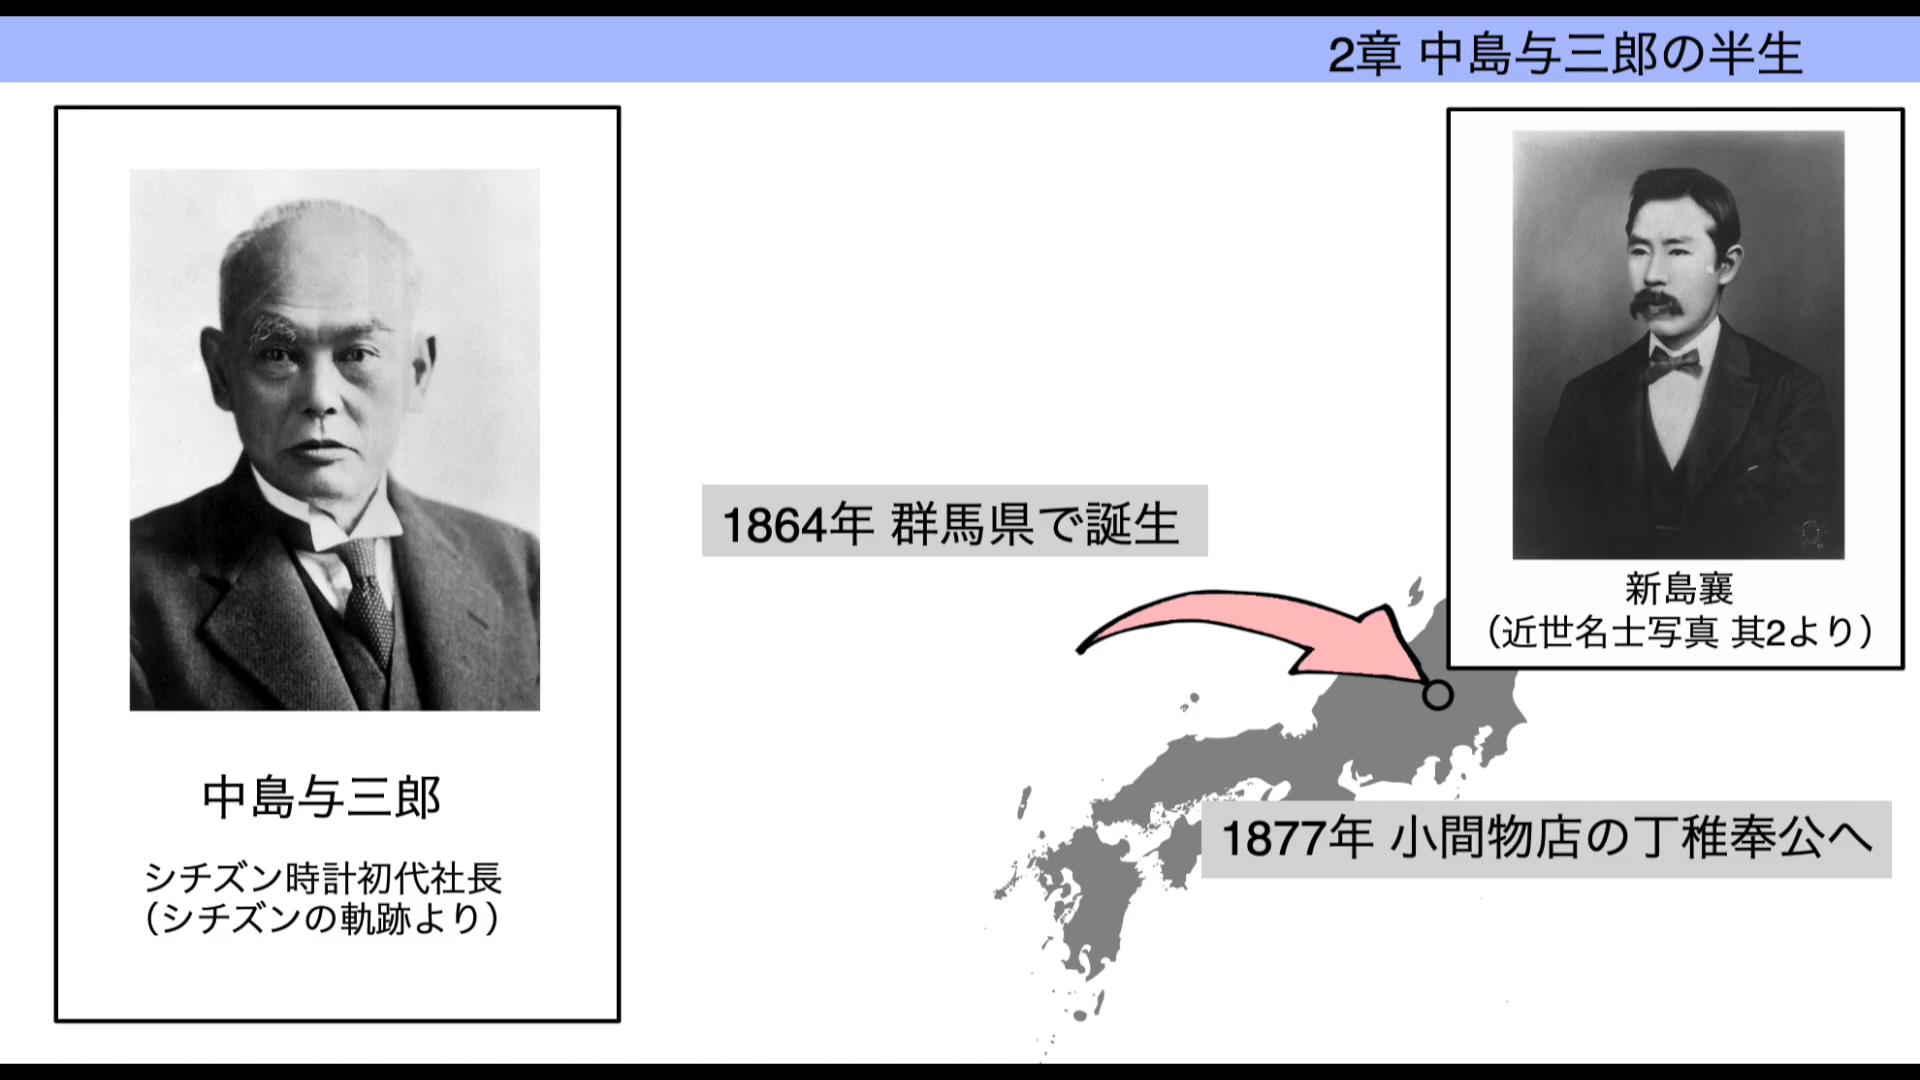 2章 中島与三郎の半生
中島与三郎
シチズン時計初代社長
（シチズンの軌跡より）
1864年 群馬県で誕生
新島襄
（近世名士写真 其2より）
1877年 小間物店の丁稚奉公へ